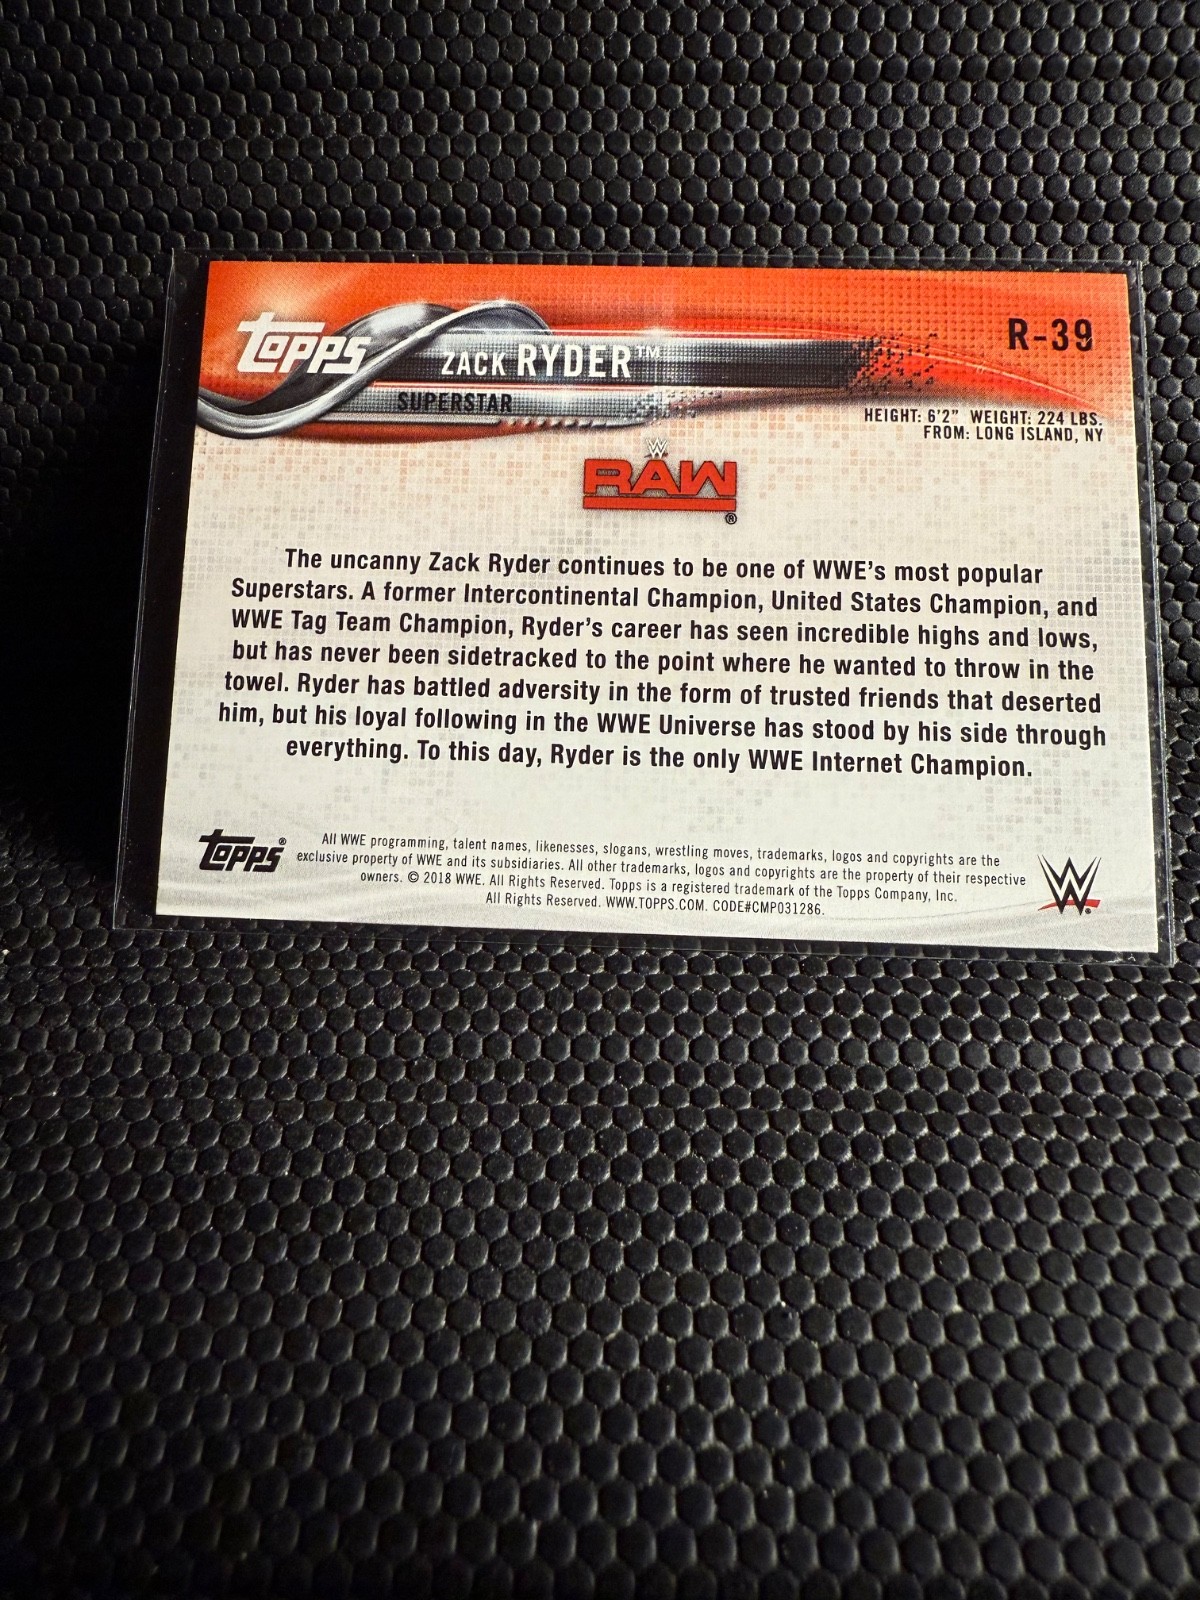 Topps
ZACK RYDER™
R-39
SUPERSTAR
HEIGHT: 6'2" WEIGHT: 224 LBS.
FROM: LONG ISLAND, NY
W
RAW®
The uncanny Zack Ryder continues to be one of WWE's most popular
Superstars. A former Intercontinental Champion, United States Champion, and
WWE Tag Team Champion, Ryder's career has seen incredible highs and lows,
but has never been sidetracked to the point where he wanted to throw in the
towel. Ryder has battled adversity in the form of trusted friends that deserted
him, but his loyal following in the WWE Universe has stood by his side through
everything. To this day, Ryder is the only WWE Internet Champion.
Topps®
All WWE programming, talent names, likenesses, slogans, wrestling moves, trademarks, logos and copyrights are the
exclusive property of WWE and its subsidiaries. All other trademarks, logos and copyrights are the property of their respective
owners. © 2018 WWE. All Rights Reserved. Topps is a registered trademark of the Topps Company, Inc.
All Rights Reserved. WWW.TOPPS.COM. CODE#CMP031286.
W